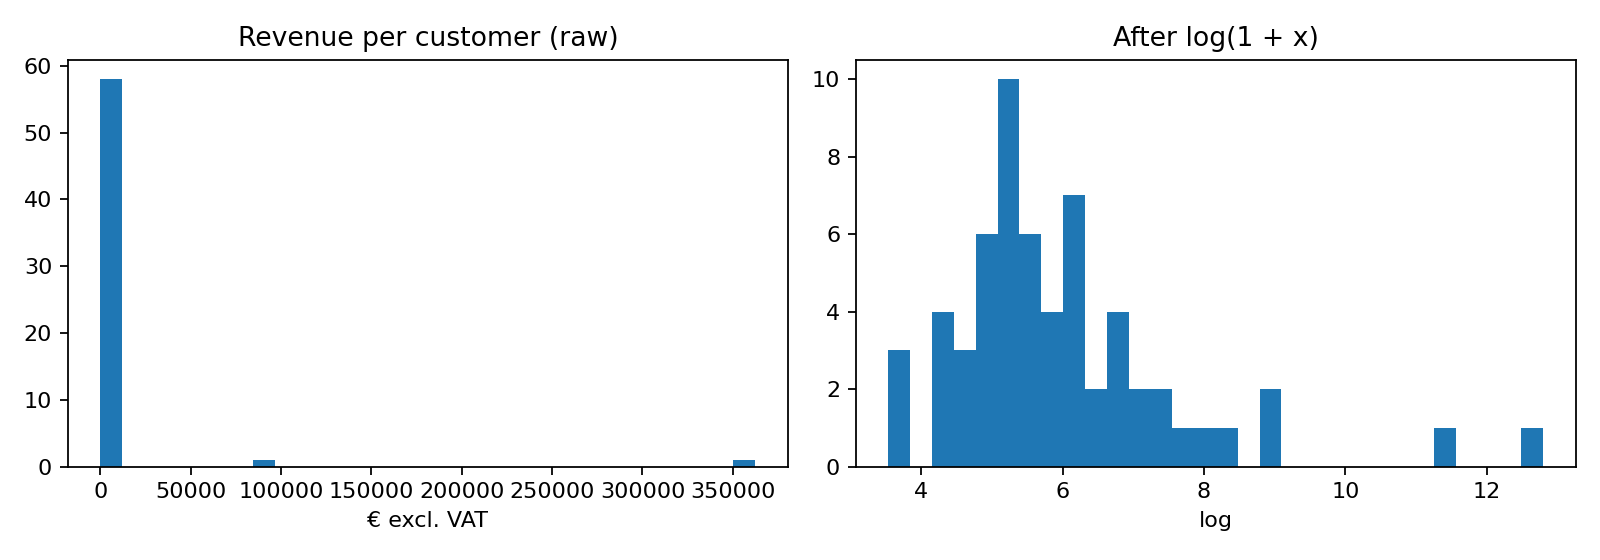 Revenue per customer (raw)
60
50
40
30
20
10
0
0 50000 100000 150000 200000 250000 300000 350000
€ excl. VAT
After log(1 + x)
10
8
6
4
2
0
4 6 8 10 12
log